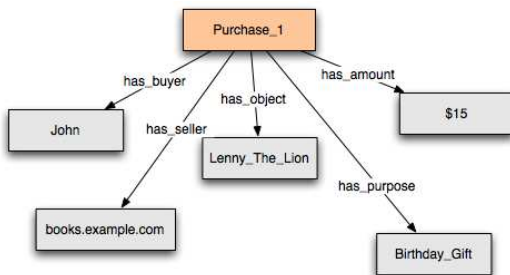 Purchase_1
has_buyer
has_amount
has_object
has_seller
John
$15
Lenny_The_Lion
has_purpose
books.example.com
Birthday_Gift